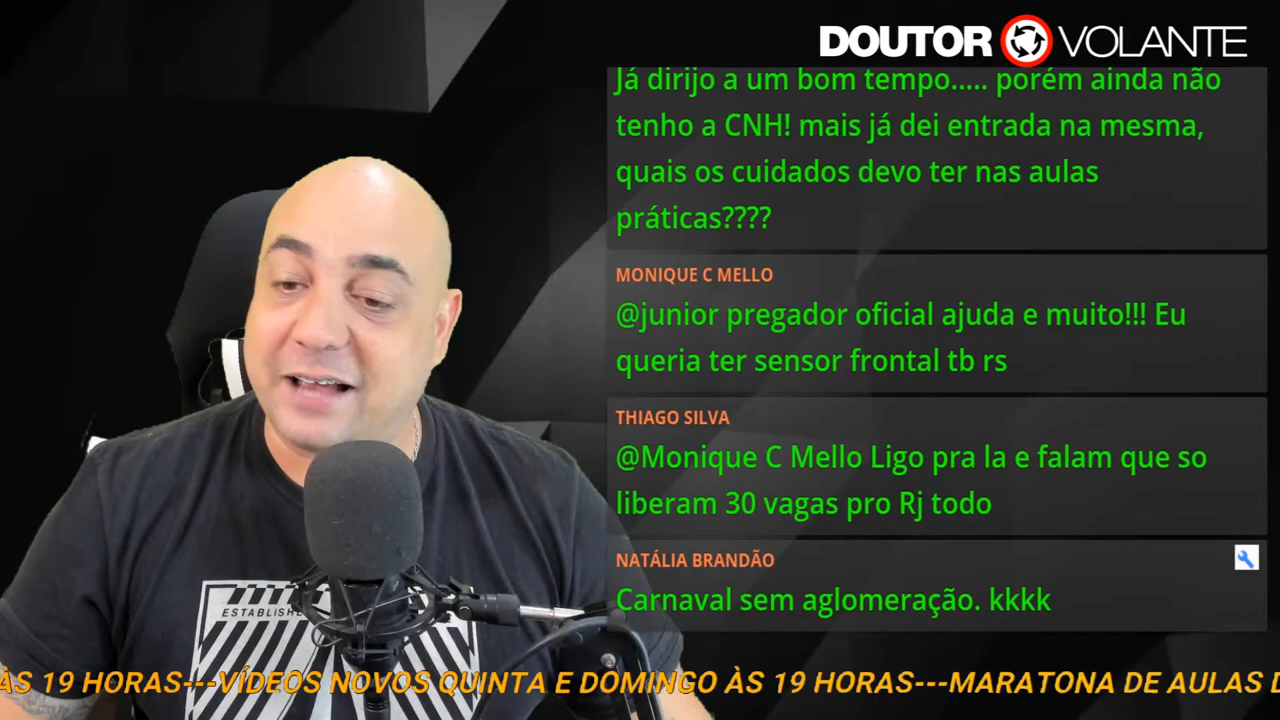 DOUTOR VOLANTE
Já dirijo a um bom tempo..... porém ainda não
tenho a CNH! mais já dei entrada na mesma,
quais os cuidados devo ter nas aulas
práticas????
MONIQUE C MELLO
@junior pregador oficial ajuda e muito!!! Eu
queria ter sensor frontal tb rs
THIAGO SILVA
@Monique C Mello Ligo pra la e falam que so
liberam 30 vagas pro Rj todo
NATÁLIA BRANDÃO
Carnaval sem aglomeração. kkkk
ESTABLISHE
ÀS 19 HORAS---VÍDEOS NOVOS QUINTA E DOMINGO ÀS 19 HORAS---MARATONA DE AULAS D